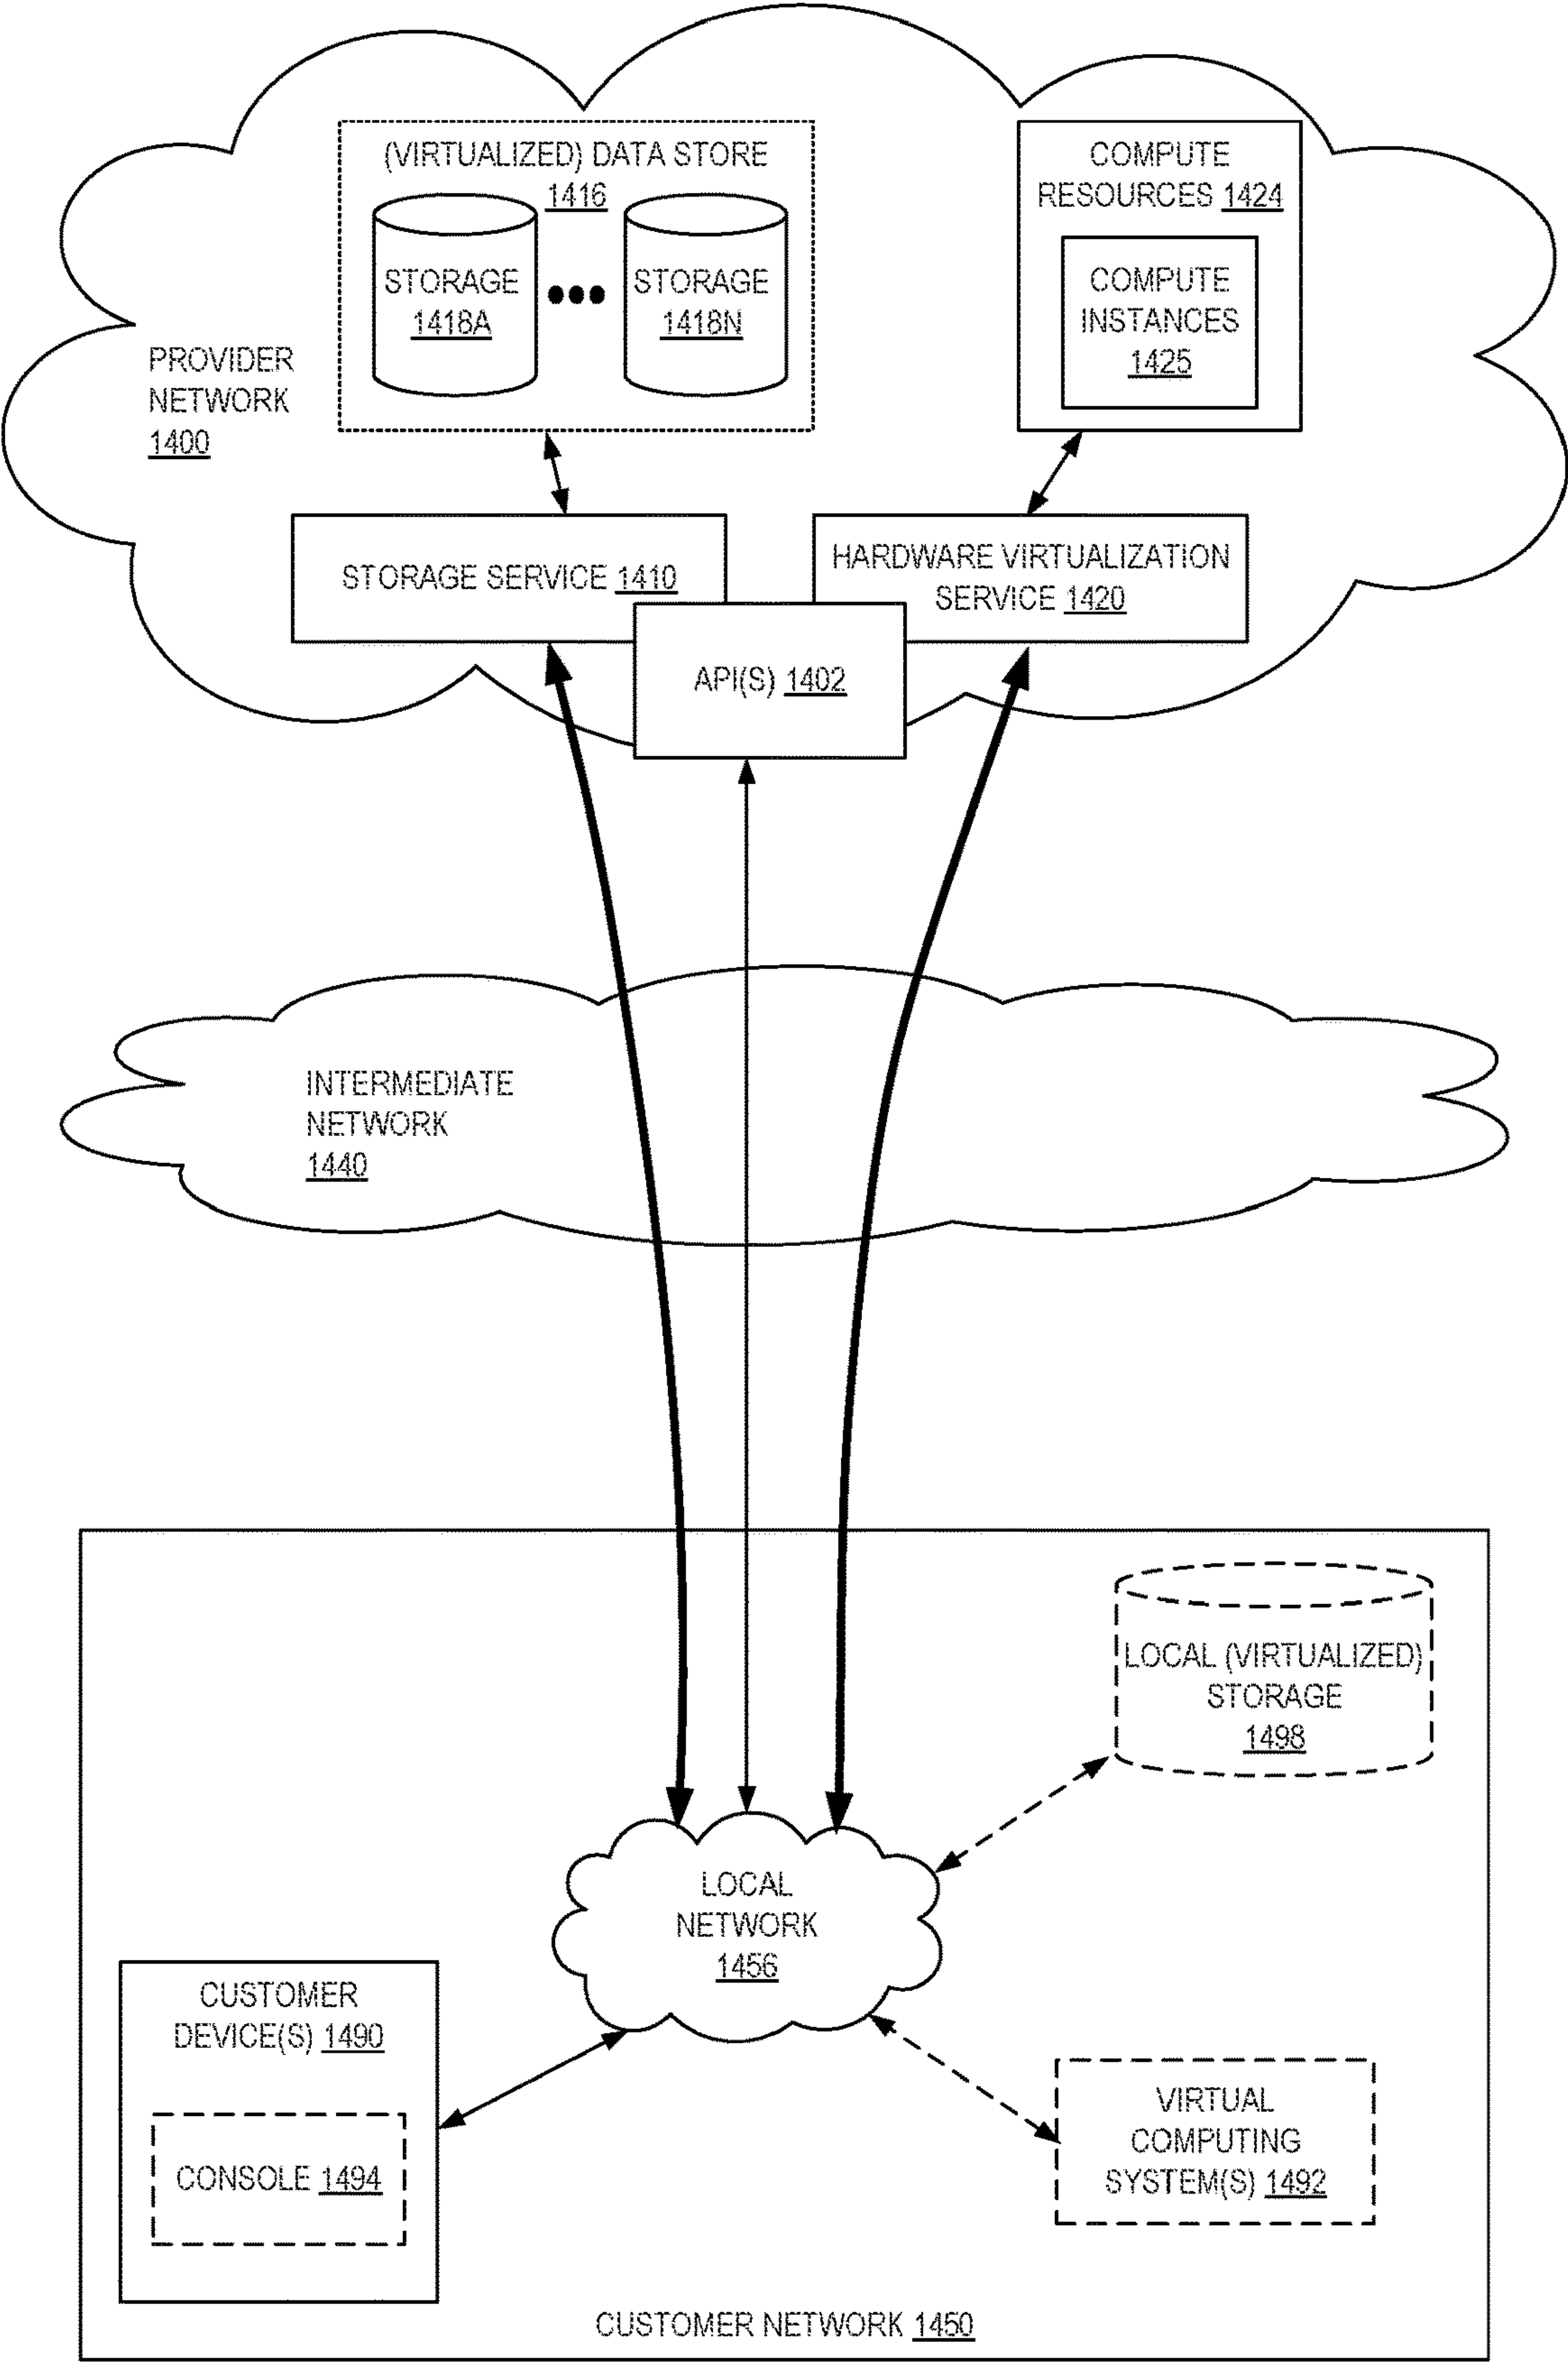 (VIRTUALIZED) DATA STORE
1416
STORAGE
1418A
STORAGE
1418N
COMPUTE
RESOURCES 1424
COMPUTE
INSTANCES
1425
PROVIDER
NETWORK
1400
STORAGE SERVICE 1410
HARDWARE VIRTUALIZATION
SERVICE 1420
API(S) 1402
INTERMEDIATE
NETWORK
1440
LOCAL (VIRTUALIZED)
STORAGE
1498
LOCAL
NETWORK
1456
CUSTOMER
DEVICE(S) 1490
CONSOLE 1494
VIRTUAL
COMPUTING
SYSTEM(S) 1492
CUSTOMER NETWORK 1450